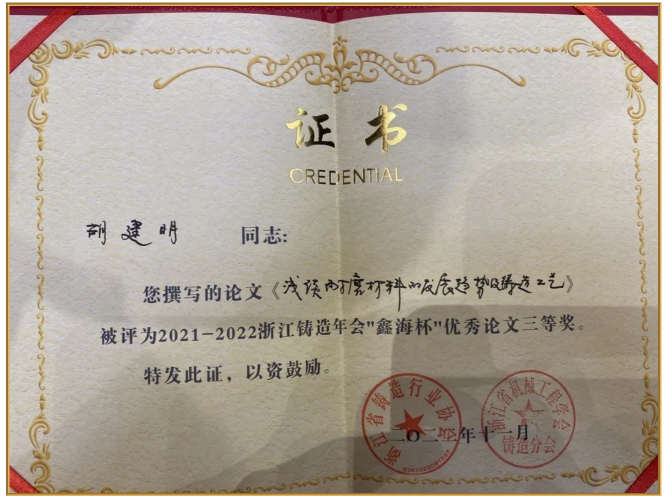 证书
CREDENTIAL
胡建明 同志:
您撰写的论文《浅谈耐磨材料的发展趋势及铸造工艺》
被评为2021-2022浙江铸造年会"鑫海杯"优秀论文三等奖。
特发此证，以资鼓励。
浙江省铸造行业协会
浙江省机械工程学会
铸造分会
二〇二二年十一月